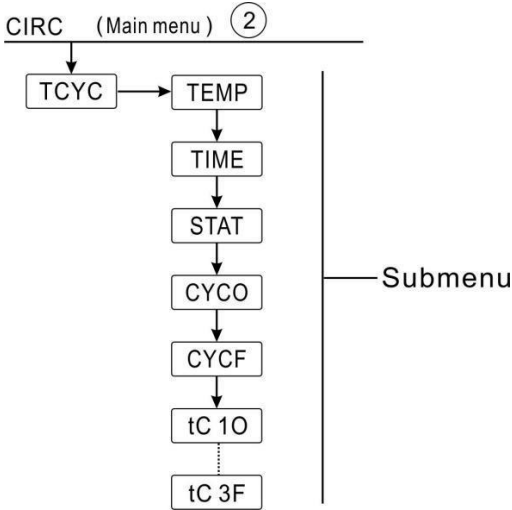 CIRC (Main menu) 2
TCYC
TEMP
TIME
STAT
CYCO
CYCF
tC 1O
tC 3F
Submenu